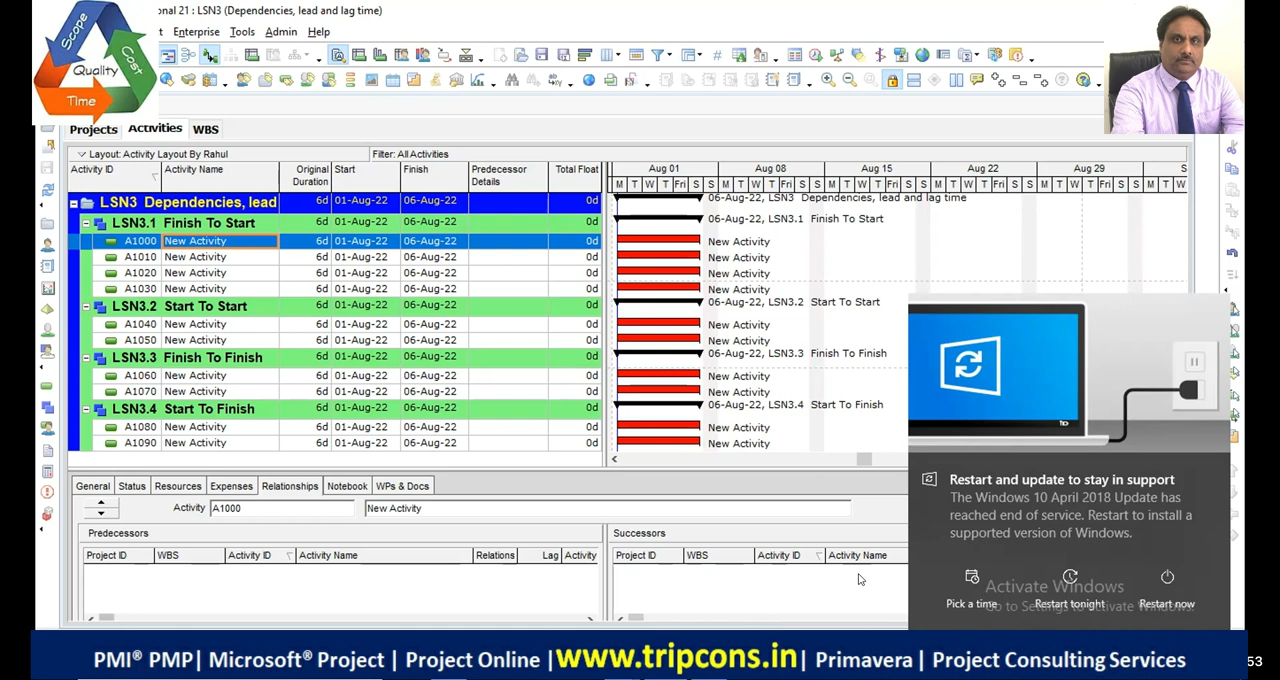 onal 21 : LSN3 (Dependencies, lead and lag time)
Scope
Quality
Cost
Time
t Enterprise Tools Admin Help
Projects Activities WBS
Layout: Activity Layout By Rahul Filter: All Activities
Activity ID Activity Name Original Duration Start Finish Predecessor Details Total Float
Aug 01 Aug 08 Aug 15 Aug 22 Aug 29 S
M T W T Fri S S M T W T Fri S S M T W T Fri S S M T W T Fri S S M T W T Fri S S M T W
LSN3 Dependencies, lead 6d 01-Aug-22 06-Aug-22 0d 06-Aug-22, LSN3 Dependencies, lead and lag time
LSN3.1 Finish To Start 6d 01-Aug-22 06-Aug-22 0d 06-Aug-22, LSN3.1 Finish To Start
A1000 New Activity 6d 01-Aug-22 06-Aug-22 0d New Activity
A1010 New Activity 6d 01-Aug-22 06-Aug-22 0d New Activity
A1020 New Activity 6d 01-Aug-22 06-Aug-22 0d New Activity
A1030 New Activity 6d 01-Aug-22 06-Aug-22 0d New Activity
LSN3.2 Start To Start 6d 01-Aug-22 06-Aug-22 0d 06-Aug-22, LSN3.2 Start To Start
A1040 New Activity 6d 01-Aug-22 06-Aug-22 0d New Activity
A1050 New Activity 6d 01-Aug-22 06-Aug-22 0d New Activity
LSN3.3 Finish To Finish 6d 01-Aug-22 06-Aug-22 0d 06-Aug-22, LSN3.3 Finish To Finish
A1060 New Activity 6d 01-Aug-22 06-Aug-22 0d New Activity
A1070 New Activity 6d 01-Aug-22 06-Aug-22 0d New Activity
LSN3.4 Start To Finish 6d 01-Aug-22 06-Aug-22 0d 06-Aug-22, LSN3.4 Start To Finish
A1080 New Activity 6d 01-Aug-22 06-Aug-22 0d New Activity
A1090 New Activity 6d 01-Aug-22 06-Aug-22 0d New Activity
General Status Resources Expenses Relationships Notebook WPs & Docs
Activity A1000 New Activity
Predecessors Successors
Project ID WBS Activity ID Activity Name Relations Lag Activity
Project ID WBS Activity ID Activity Name
Restart and update to stay in support
The Windows 10 April 2018 Update has
reached end of service. Restart to install a
supported version of Windows.
Activate Windows
Pick a time Restart tonight Restart now
Go to Settings to activate Windows.
PMI® PMP| Microsoft® Project | Project Online |www.tripcons.in| Primavera | Project Consulting Services
53